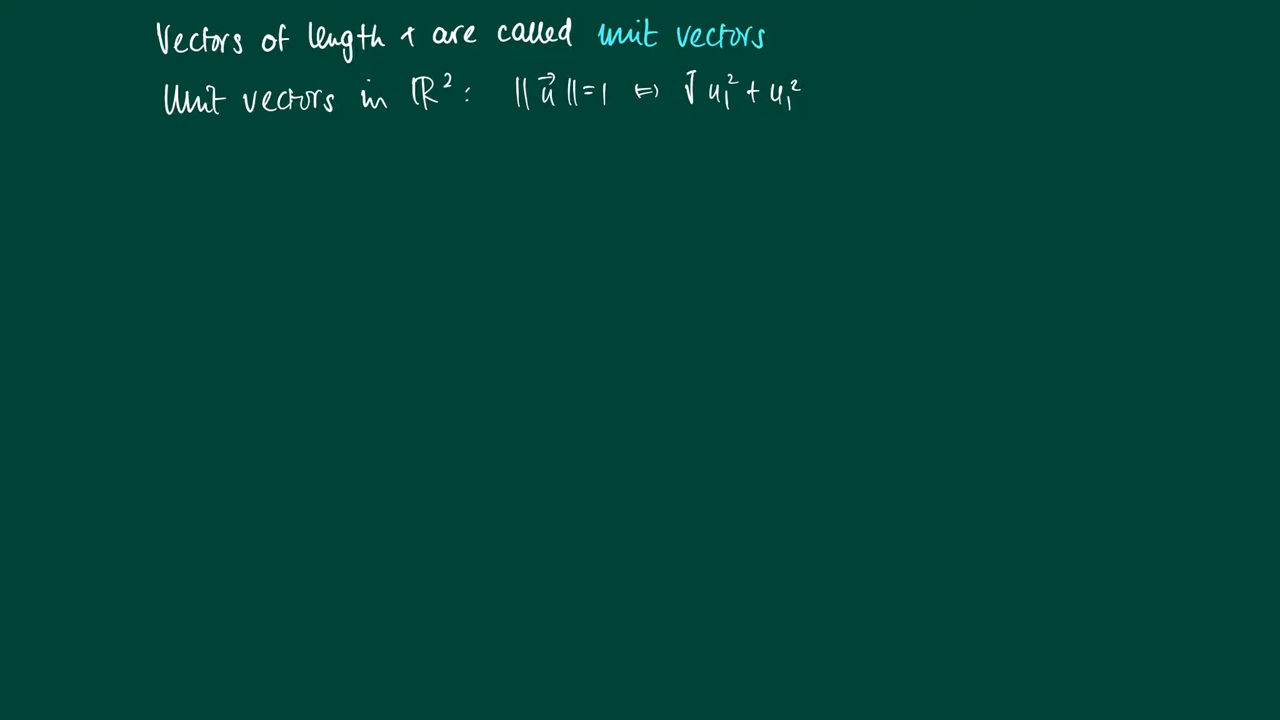 Vectors of length 1 are called unit vectors
Unit vectors in ℝ²: ||u⃗||=1 ⇔ √u₁² + u₁²